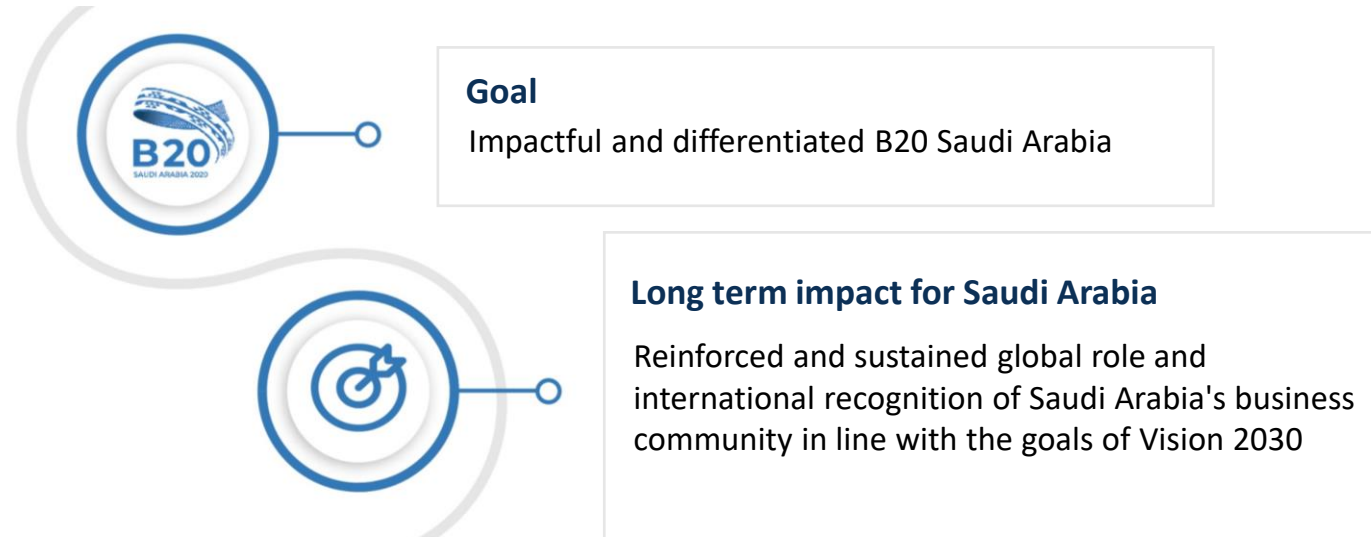 B20
SAUDI ARABIA 2020
Goal
Impactful and differentiated B20 Saudi Arabia
Long term impact for Saudi Arabia
Reinforced and sustained global role and
international recognition of Saudi Arabia's business
community in line with the goals of Vision 2030